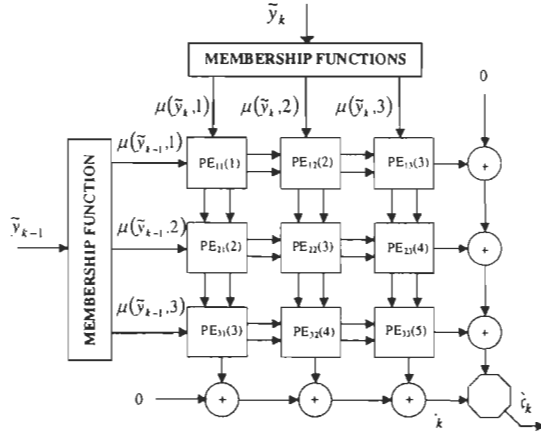 ỹ_k
MEMBERSHIP FUNCTIONS
0
μ(ỹ_k,1) μ(ỹ_k,2) μ(ỹ_k,3)
μ(ỹ_{k-1},1)
PE₁₁(1) PE₁₂(2) PE₁₃(3) +
ỹ_{k-1}
MEMBERSHIP FUNCTION
μ(ỹ_{k-1},2)
PE₂₁(2) PE₂₂(3) PE₂₃(4) +
μ(ỹ_{k-1},3)
PE₃₁(3) PE₃₂(4) PE₃₃(5) +
0 + + +
k